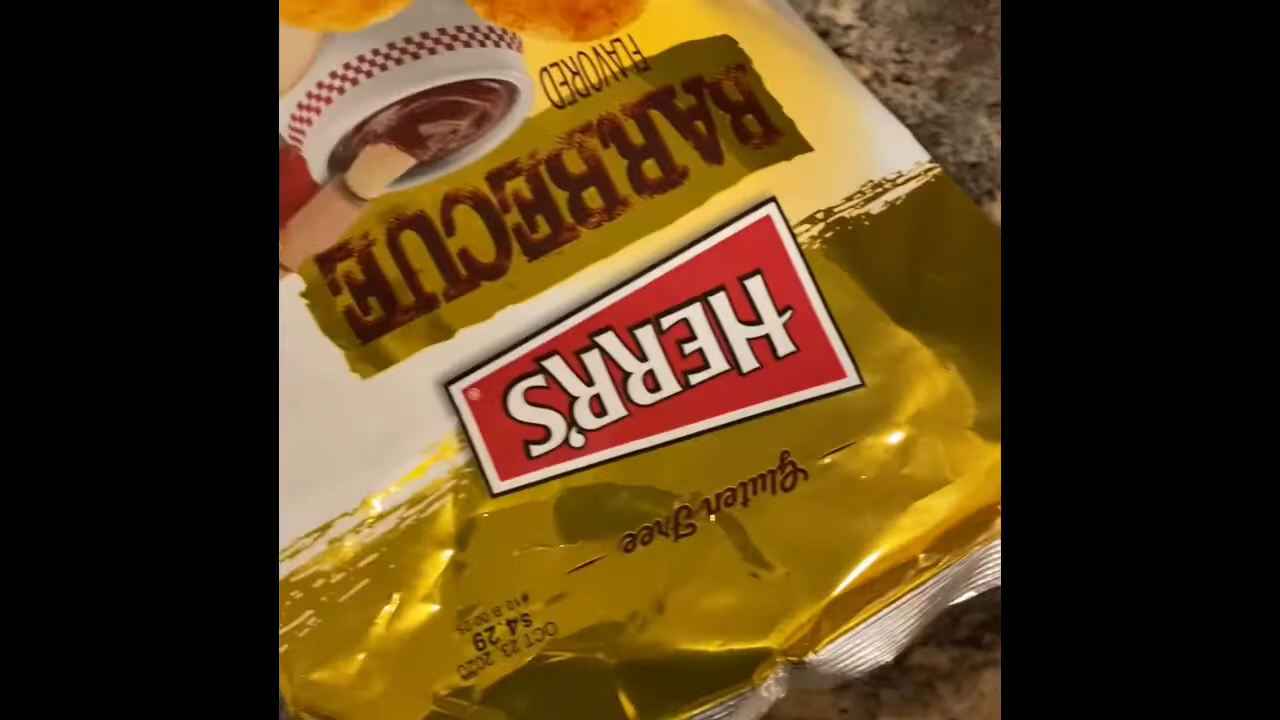 Gluten Free
HERR'S®
BARBECUE
FLAVORED
OCT 23, 2020
$4.29